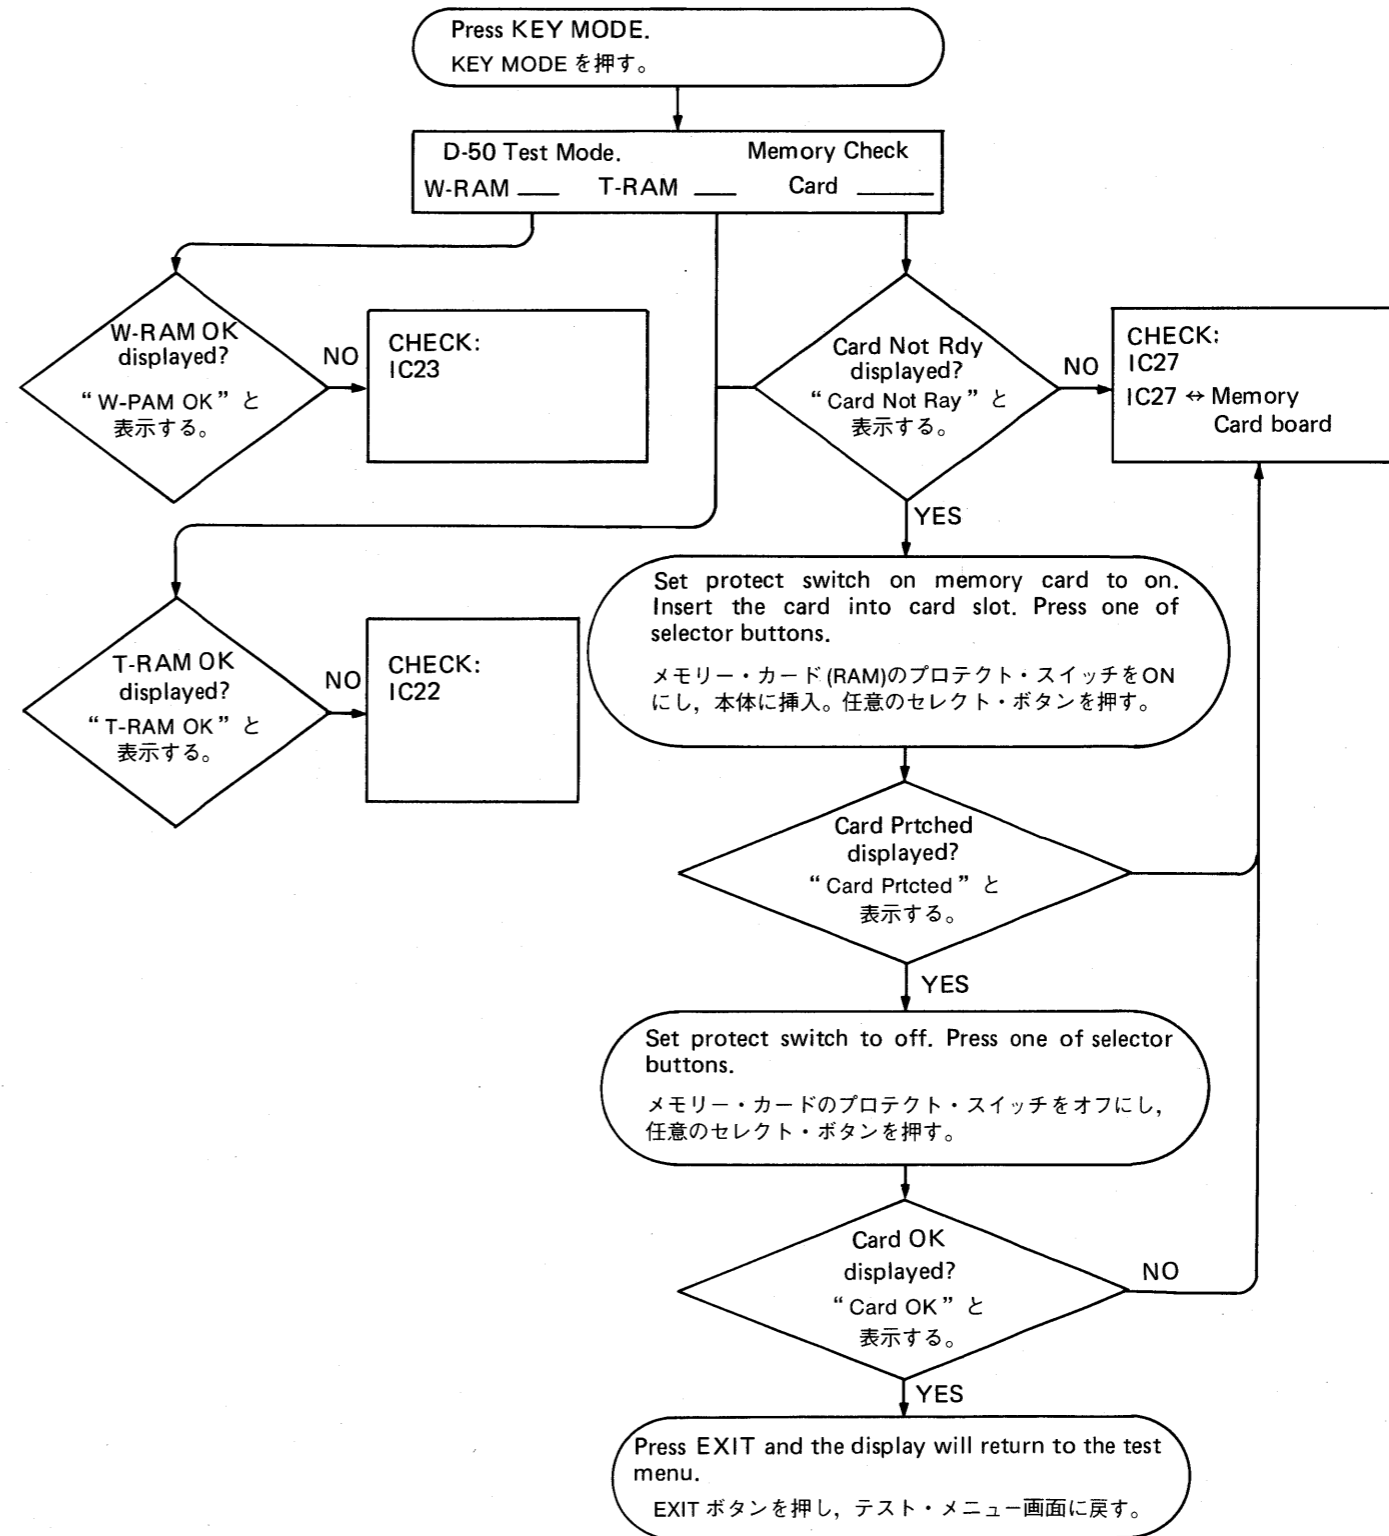 Press KEY MODE.
KEY MODE を押す。
D-50 Test Mode. Memory Check
W-RAM ___ T-RAM ___ Card ___
W-RAM OK
displayed?
“ W-PAM OK ” と
表示する。
NO
CHECK:
IC23
Card Not Rdy
displayed?
“ Card Not Ray ” と
表示する。
NO
CHECK:
IC27
IC27 ↔ Memory
Card board
YES
Set protect switch on memory card to on.
Insert the card into card slot. Press one of
selector buttons.
メモリー・カード(RAM)のプロテクト・スイッチをON
にし，本体に挿入。任意のセレクト・ボタンを押す。
T-RAM OK
displayed?
“ T-RAM OK ” と
表示する。
NO
CHECK:
IC22
Card Prtched
displayed?
“ Card Prtcted ” と
表示する。
YES
Set protect switch to off. Press one of selector
buttons.
メモリー・カードのプロテクト・スイッチをオフにし，
任意のセレクト・ボタンを押す。
Card OK
displayed?
“ Card OK ” と
表示する。
NO
YES
Press EXIT and the display will return to the test
menu.
EXIT ボタンを押し，テスト・メニュー画面に戻す。